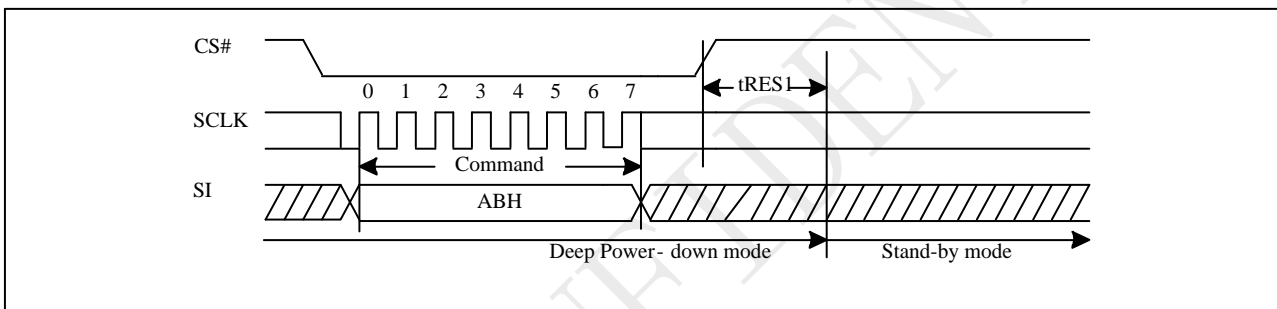 CS#
tRES1
0 1 2 3 4 5 6 7
SCLK
Command
SI
ABH
Deep Power- down mode
Stand-by mode